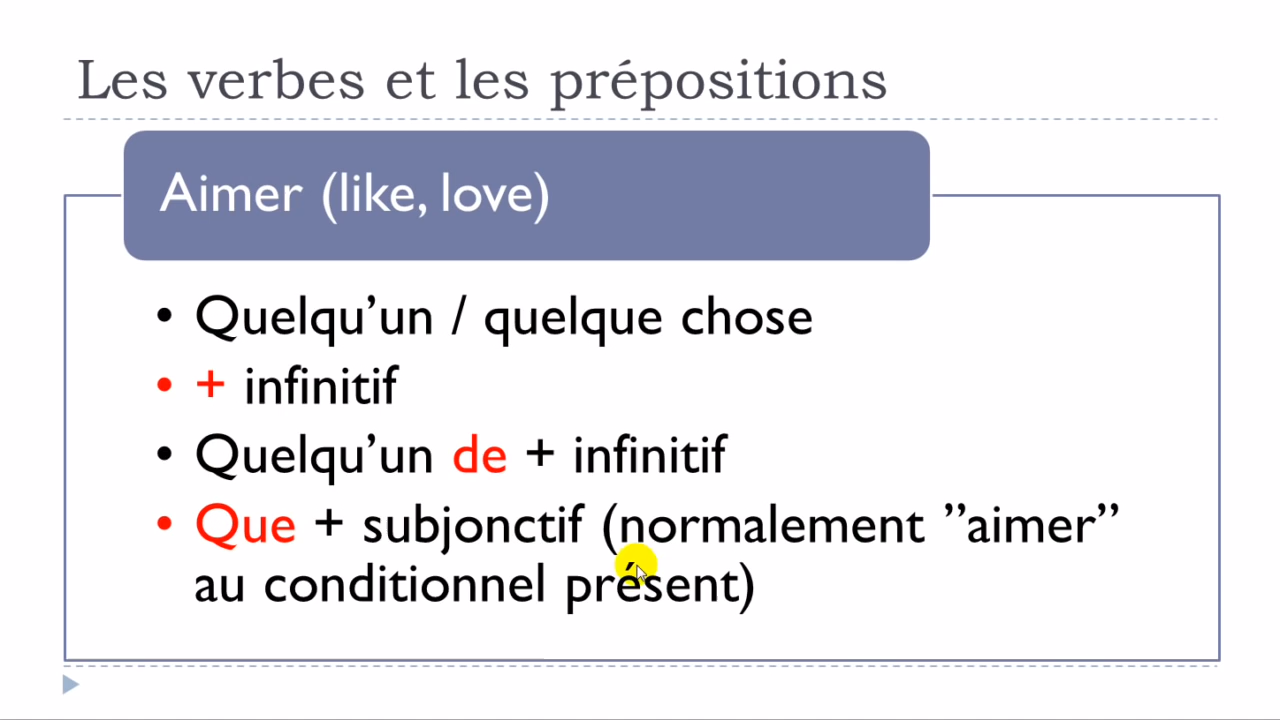 Les verbes et les prépositions
Aimer (like, love)
• Quelqu’un / quelque chose
• + infinitif
• Quelqu’un de + infinitif
• Que + subjonctif (normalement ”aimer”
au conditionnel présent)